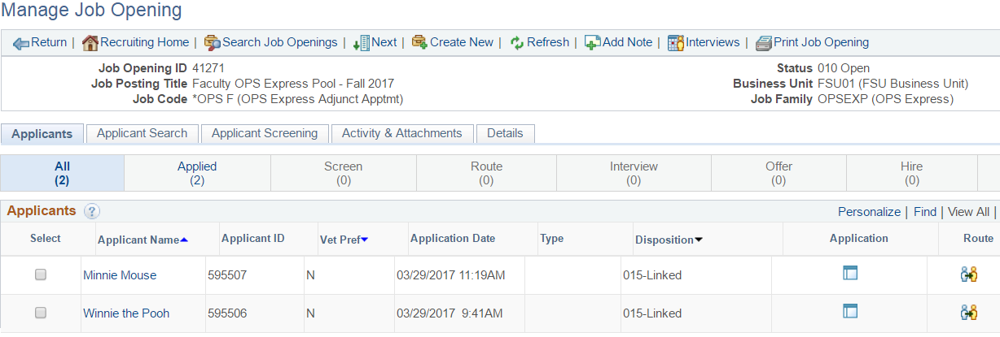 Manage Job Opening
Return | Recruiting Home | Search Job Openings | Next | Create New | Refresh | Add Note | Interviews | Print Job Opening
Job Opening ID 41271 Status 010 Open
Job Posting Title Faculty OPS Express Pool - Fall 2017 Business Unit FSU01 (FSU Business Unit)
Job Code *OPS F (OPS Express Adjunct Apptmt) Job Family OPSEXP (OPS Express)
Applicants Applicant Search Applicant Screening Activity & Attachments Details
All Applied Screen Route Interview Offer Hire
(2) (2) (0) (0) (0) (0) (0)
Applicants ? Personalize | Find | View All |
Select Applicant Name Applicant ID Vet Pref Application Date Type Disposition Application Route
Minnie Mouse 595507 N 03/29/2017 11:19AM 015-Linked
Winnie the Pooh 595506 N 03/29/2017 9:41AM 015-Linked